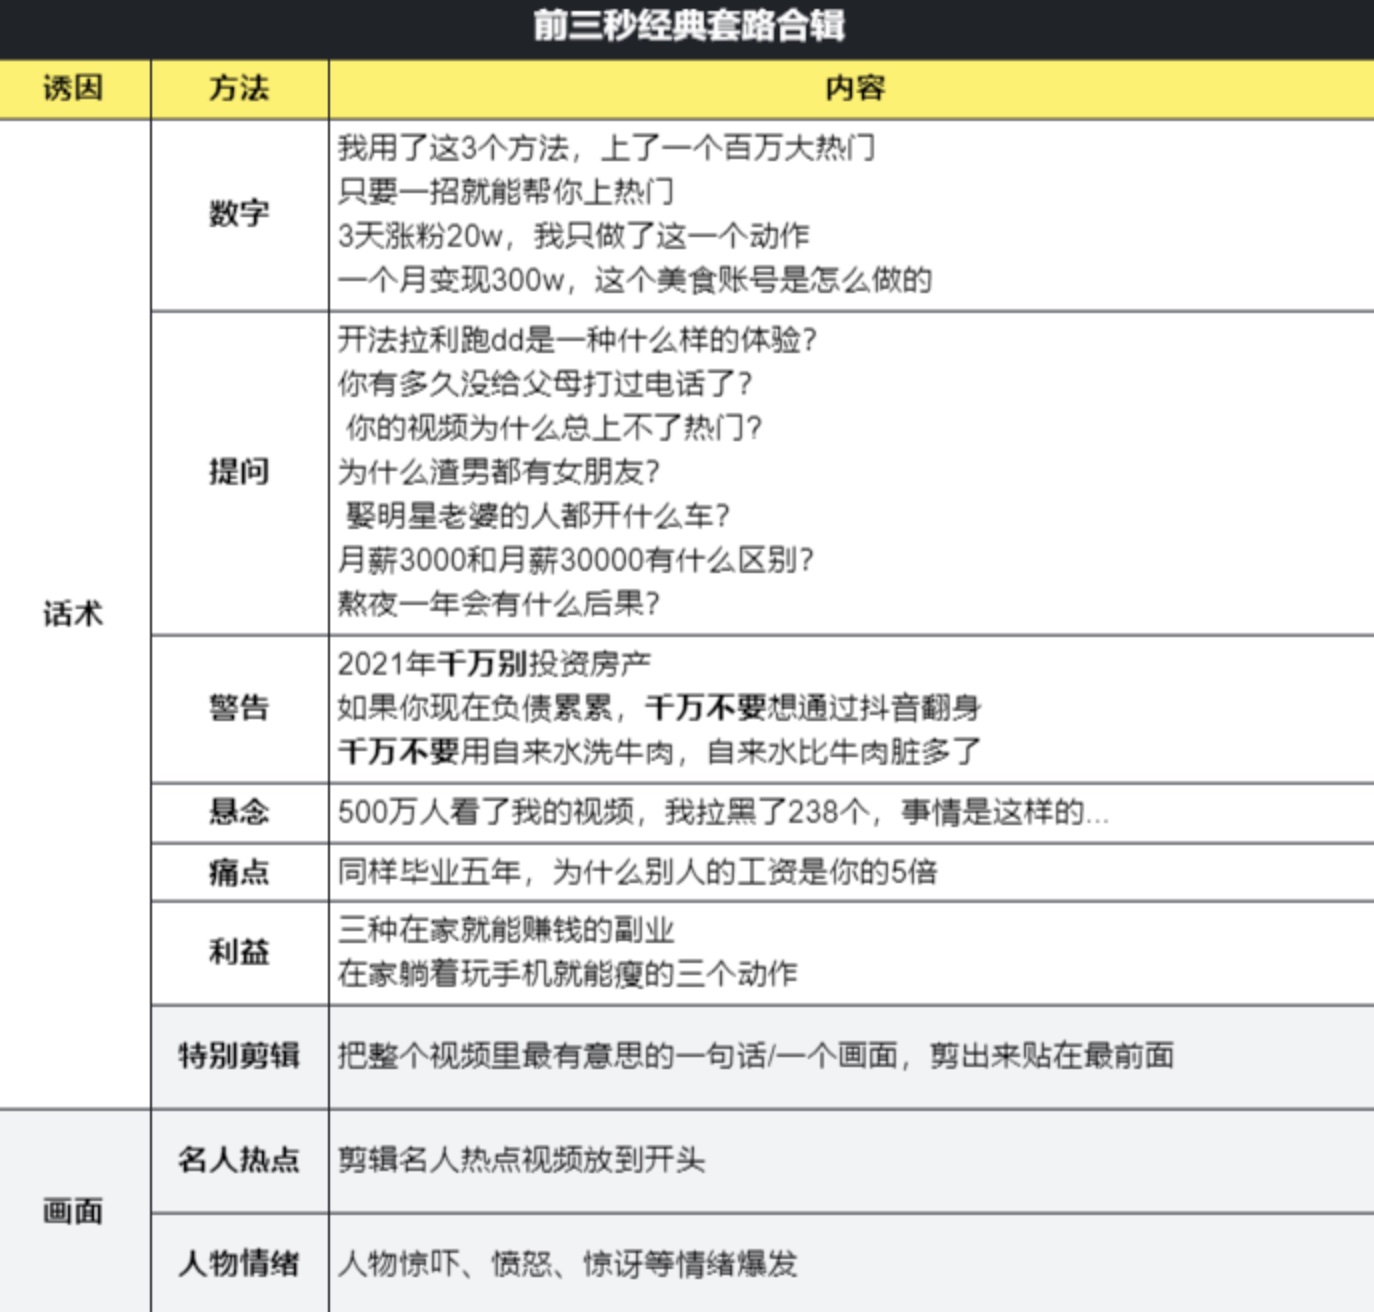 前三秒经典套路合辑
诱因 方法 内容
话术
数字
我用了这3个方法，上了一个百万大热门
只要一招就能帮你上热门
3天涨粉20w，我只做了这一个动作
一个月变现300w，这个美食账号是怎么做的
提问
开法拉利跑dd是一种什么样的体验？
你有多久没给父母打过电话了？
你的视频为什么总上不了热门？
为什么渣男都有女朋友？
娶明星老婆的人都开什么车？
月薪3000和月薪30000有什么区别？
熬夜一年会有什么后果？
警告
2021年千万别投资房产
如果你现在负债累累，千万不要想通过抖音翻身
千万不要用自来水洗牛肉，自来水比牛肉脏多了
悬念
500万人看了我的视频，我拉黑了238个，事情是这样的...
痛点
同样毕业五年，为什么别人的工资是你的5倍
利益
三种在家就能赚钱的副业
在家躺着玩手机就能瘦的三个动作
特别剪辑
把整个视频里最有意思的一句话/一个画面，剪出来贴在最前面
画面
名人热点
剪辑名人热点视频放到开头
人物情绪
人物惊吓、愤怒、惊讶等情绪爆发